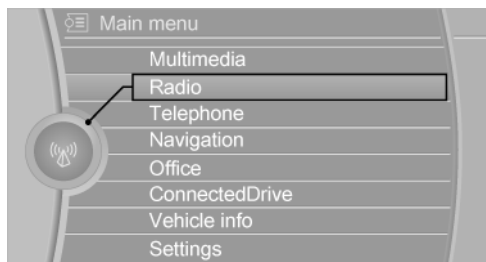 Main menu
Multimedia
Radio
Telephone
Navigation
Office
ConnectedDrive
Vehicle info
Settings